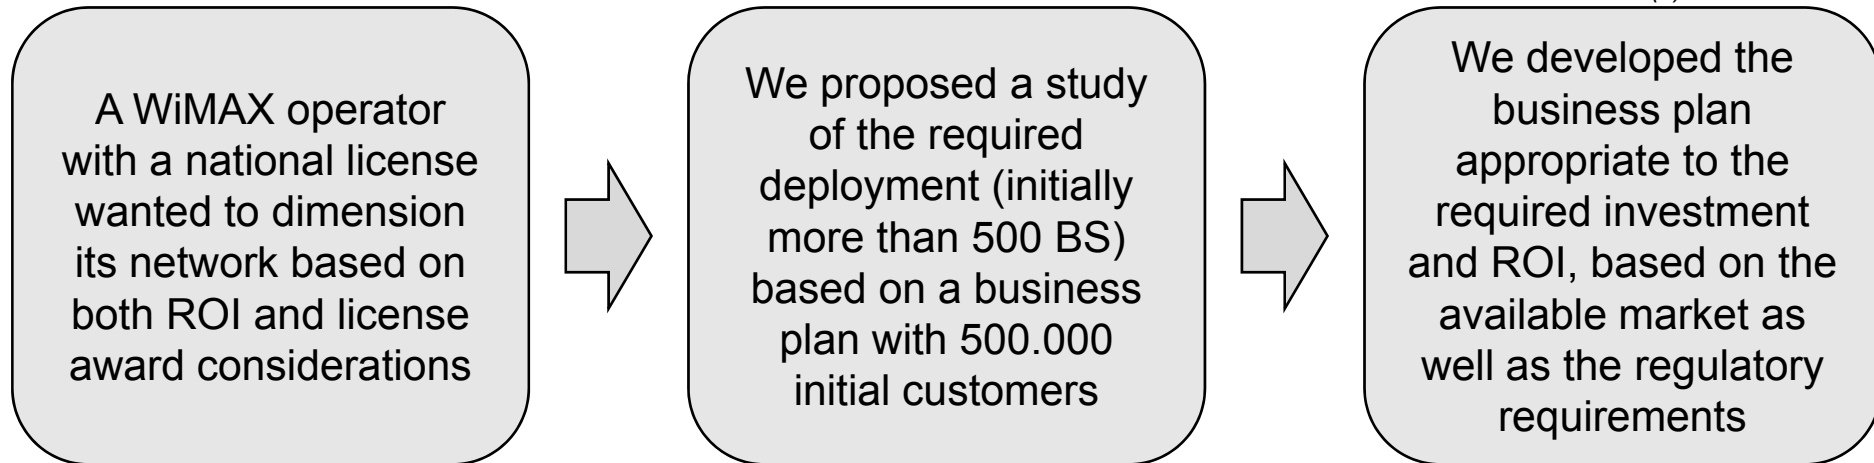 A WiMAX operator
with a national license
wanted to dimension
its network based on
both ROI and license
award considerations
We proposed a study
of the required
deployment (initially
more than 500 BS)
based on a business
plan with 500.000
initial customers
We developed the
business plan
appropriate to the
required investment
and ROI, based on the
available market as
well as the regulatory
requirements